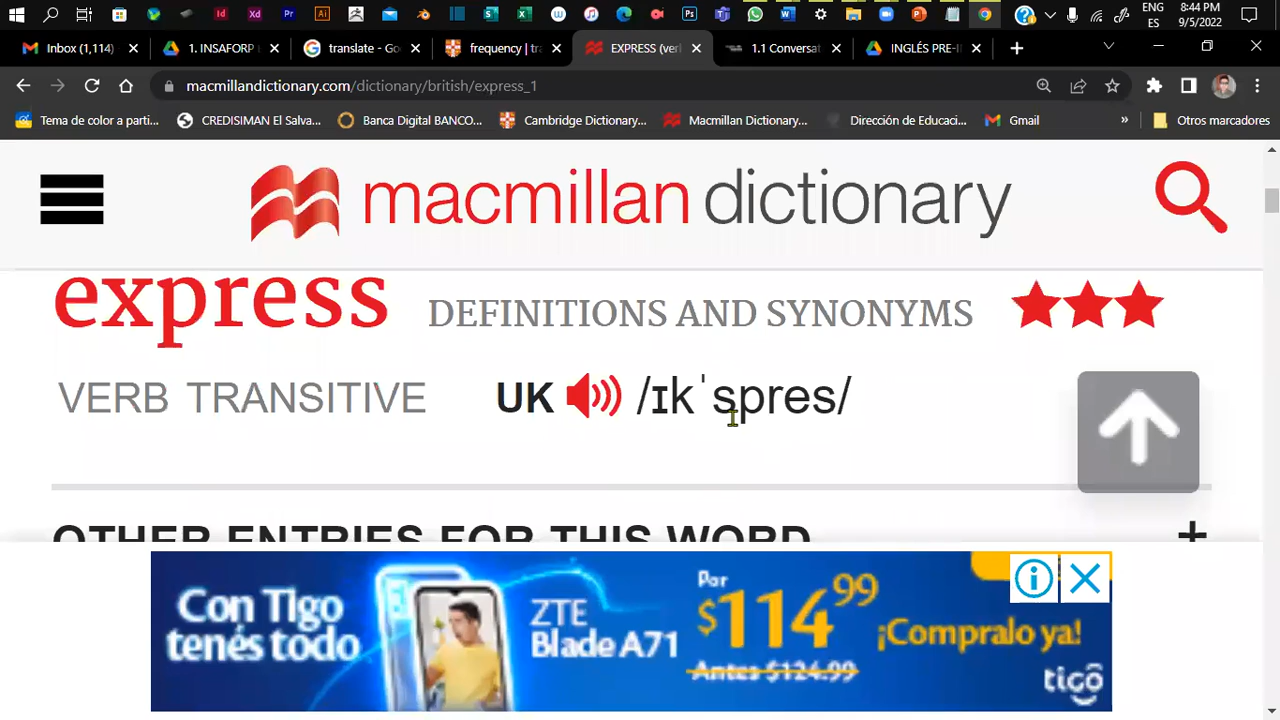 ENG
8:44 PM
ES
9/5/2022
Inbox (1,114)
1. INSAFORP
translate - Go
frequency | tra
EXPRESS (ver
1.1 Conversat
INGLÉS PRE-I
macmillandictionary.com/dictionary/british/express_1
Tema de color a parti...
CREDISIMAN El Salva...
Banca Digital BANCO...
Cambridge Dictionary...
Macmillan Dictionary...
Dirección de Educaci...
Gmail
»
Otros marcadores
macmillan dictionary
express DEFINITIONS AND SYNONYMS
VERB TRANSITIVE UK /ɪkˈspres/
OTHER ENTRIES FOR THIS WORD +
Con Tigo
tenés todo
ZTE
Blade A71
Por
$114.99
Antes $124.99
¡Compralo ya!
tigo